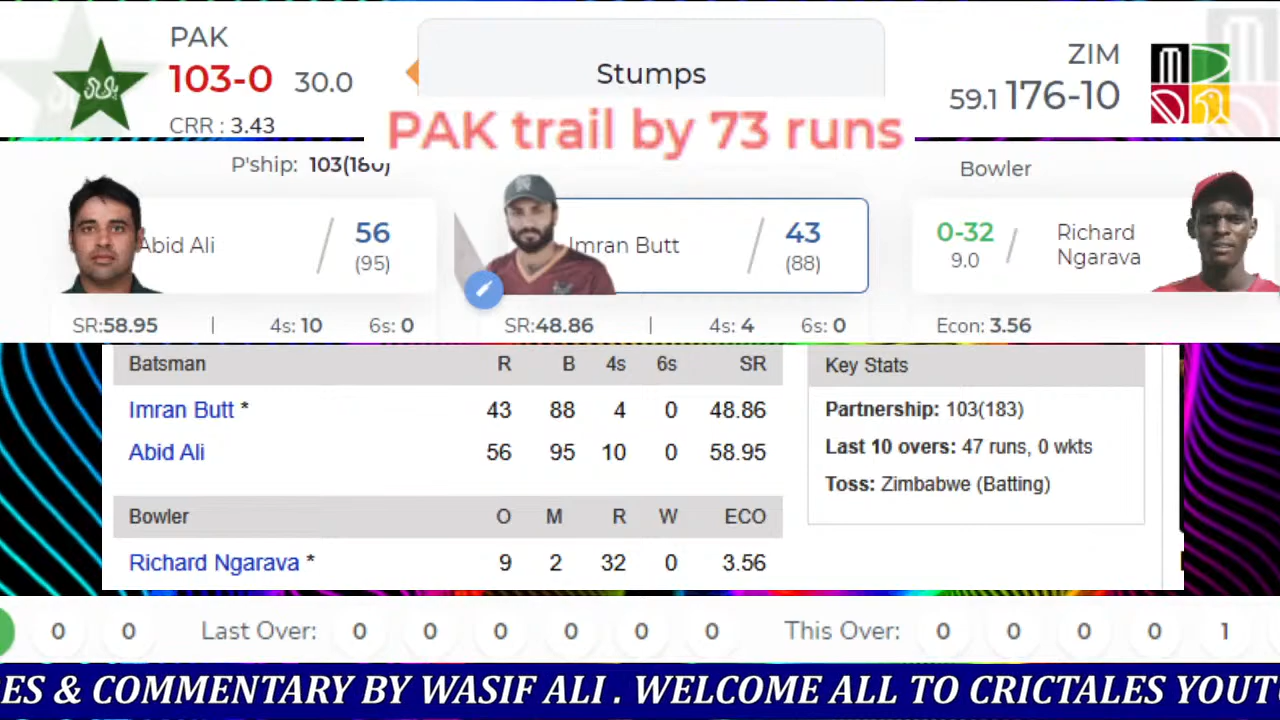 PAK
103-0 30.0
CRR : 3.43
Stumps
PAK trail by 73 runs
ZIM
59.1 176-10
P'ship: 103(180)
Abid Ali 56 (95)
SR:58.95 | 4s: 10 6s: 0
Imran Butt 43 (88)
SR:48.86 | 4s: 4 6s: 0
Bowler
0-32 9.0 Richard Ngarava
Econ: 3.56
Batsman R B 4s 6s SR
Imran Butt * 43 88 4 0 48.86
Abid Ali 56 95 10 0 58.95
Bowler O M R W ECO
Richard Ngarava * 9 2 32 0 3.56
Key Stats
Partnership: 103(183)
Last 10 overs: 47 runs, 0 wkts
Toss: Zimbabwe (Batting)
0 0 Last Over: 0 0 0 0 0 0 This Over: 0 0 0 0 1
ES & COMMENTARY BY WASIF ALI . WELCOME ALL TO CRICTALES YOUT